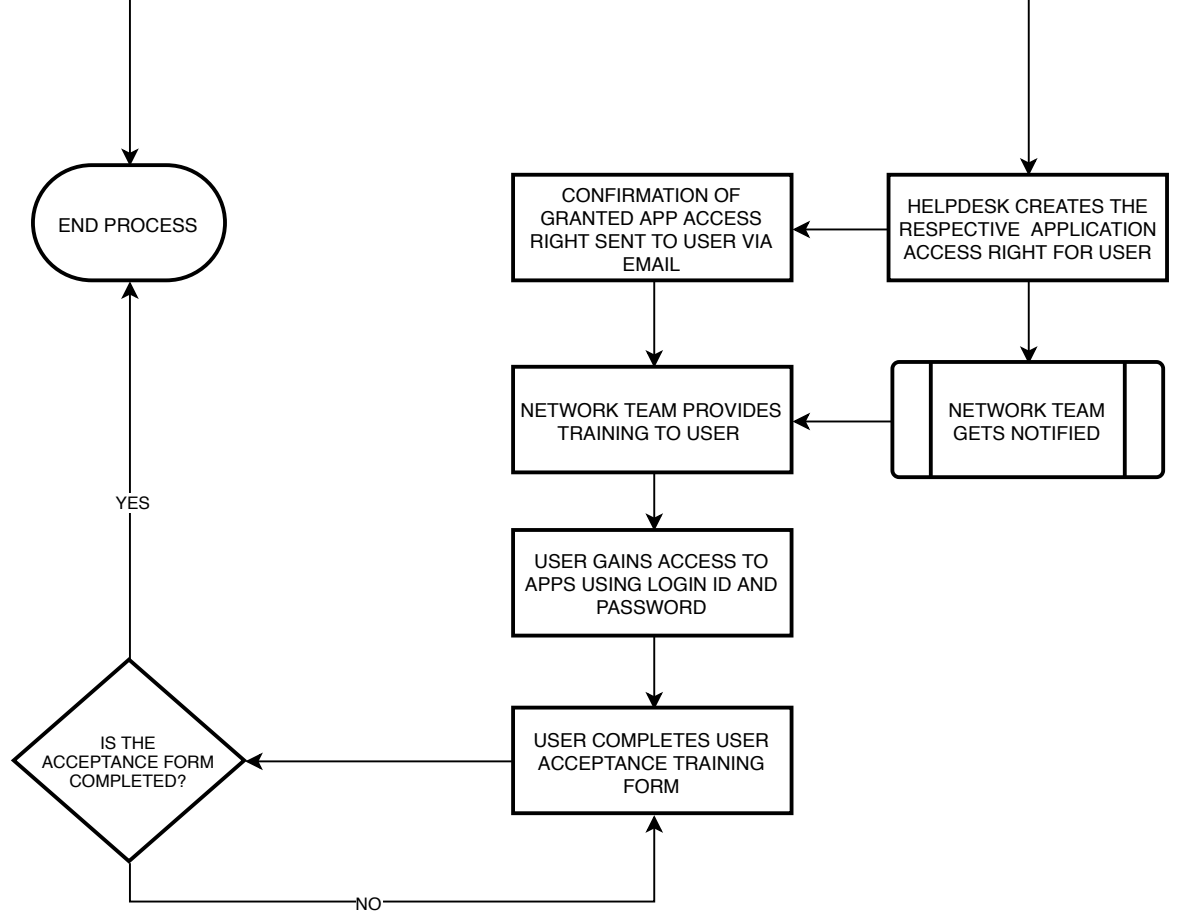 END PROCESS
CONFIRMATION OF
GRANTED APP ACCESS
RIGHT SENT TO USER VIA
EMAIL
HELPDESK CREATES THE
RESPECTIVE  APPLICATION
ACCESS RIGHT FOR USER
NETWORK TEAM PROVIDES
TRAINING TO USER
NETWORK TEAM
GETS NOTIFIED
YES
USER GAINS ACCESS TO
APPS USING LOGIN ID AND
PASSWORD
IS THE
ACCEPTANCE FORM
COMPLETED?
USER COMPLETES USER
ACCEPTANCE TRAINING
FORM
NO